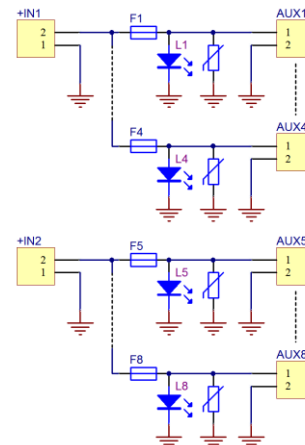 +IN1 F1 AUX1
2 1
1 L1 2
F4 AUX4
1
L4 2
+IN2 F5 AUX5
2 1
1 L5 2
F8 AUX8
1
L8 2